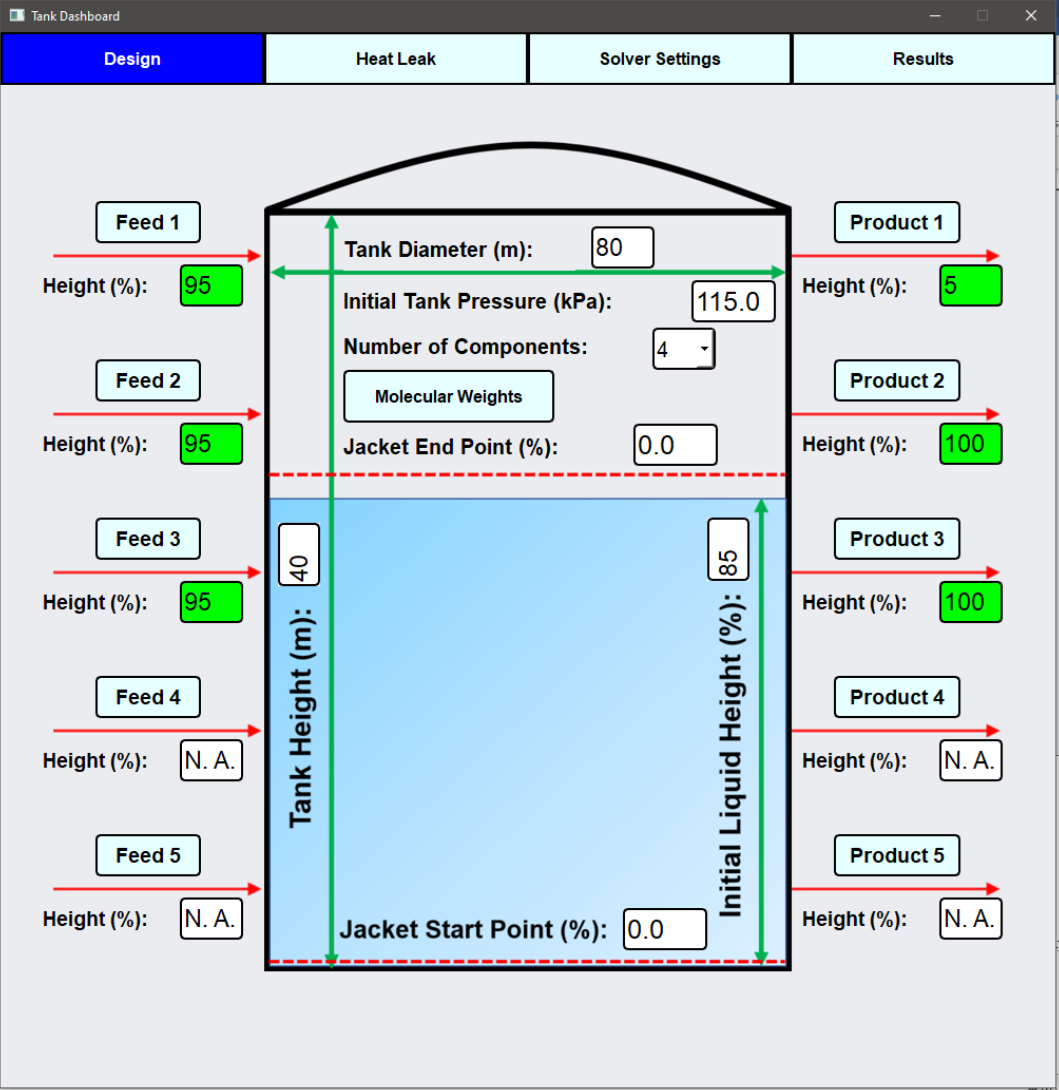 Tank Dashboard
Design
Heat Leak
Solver Settings
Results
Feed 1
Height (%): 95
Feed 2
Height (%): 95
Feed 3
Height (%): 95
Feed 4
Height (%): N. A.
Feed 5
Height (%): N. A.
Tank Diameter (m): 80
Initial Tank Pressure (kPa): 115.0
Number of Components: 4
Molecular Weights
Jacket End Point (%): 0.0
Tank Height (m): 40
Initial Liquid Height (%): 85
Jacket Start Point (%): 0.0
Product 1
Height (%): 5
Product 2
Height (%): 100
Product 3
Height (%): 100
Product 4
Height (%): N. A.
Product 5
Height (%): N. A.